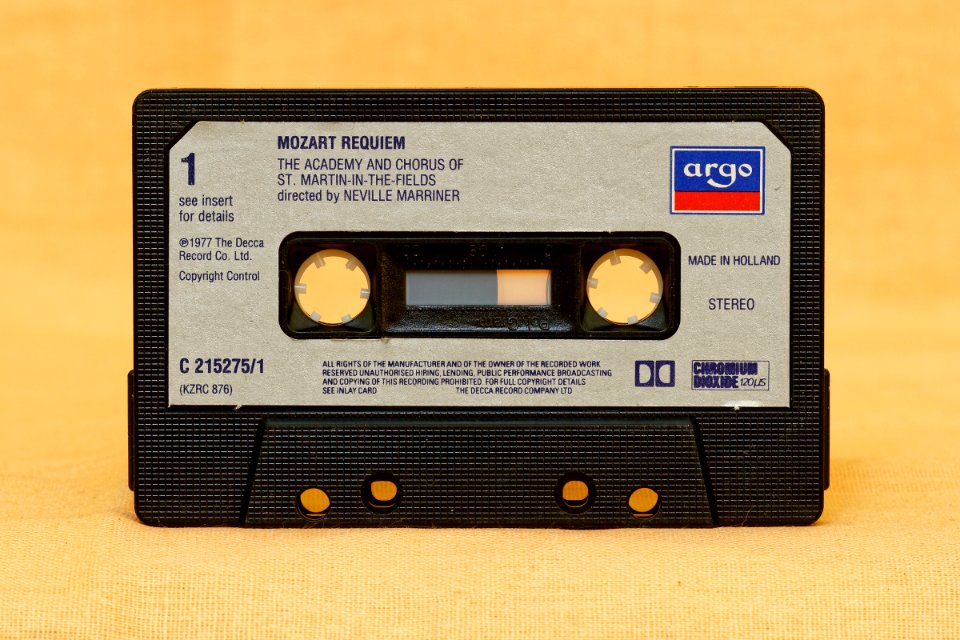 MOZART REQUIEM
THE ACADEMY AND CHORUS OF
ST. MARTIN-IN-THE-FIELDS
directed by NEVILLE MARRINER
1
see insert
for details
℗1977 The Decca
Record Co. Ltd.
Copyright Control
argo
MADE IN HOLLAND
STEREO
C 215275/1
(KZRC 876)
ALL RIGHTS OF THE MANUFACTURER AND OF THE OWNER OF THE RECORDED WORK
RESERVED UNAUTHORISED HIRING, LENDING, PUBLIC PERFORMANCE BROADCASTING
AND COPYING OF THIS RECORDING PROHIBITED. FOR FULL COPYRIGHT DETAILS
SEE INLAY CARD THE DECCA RECORD COMPANY LTD
CHROMIUM
DIOXIDE 120µS